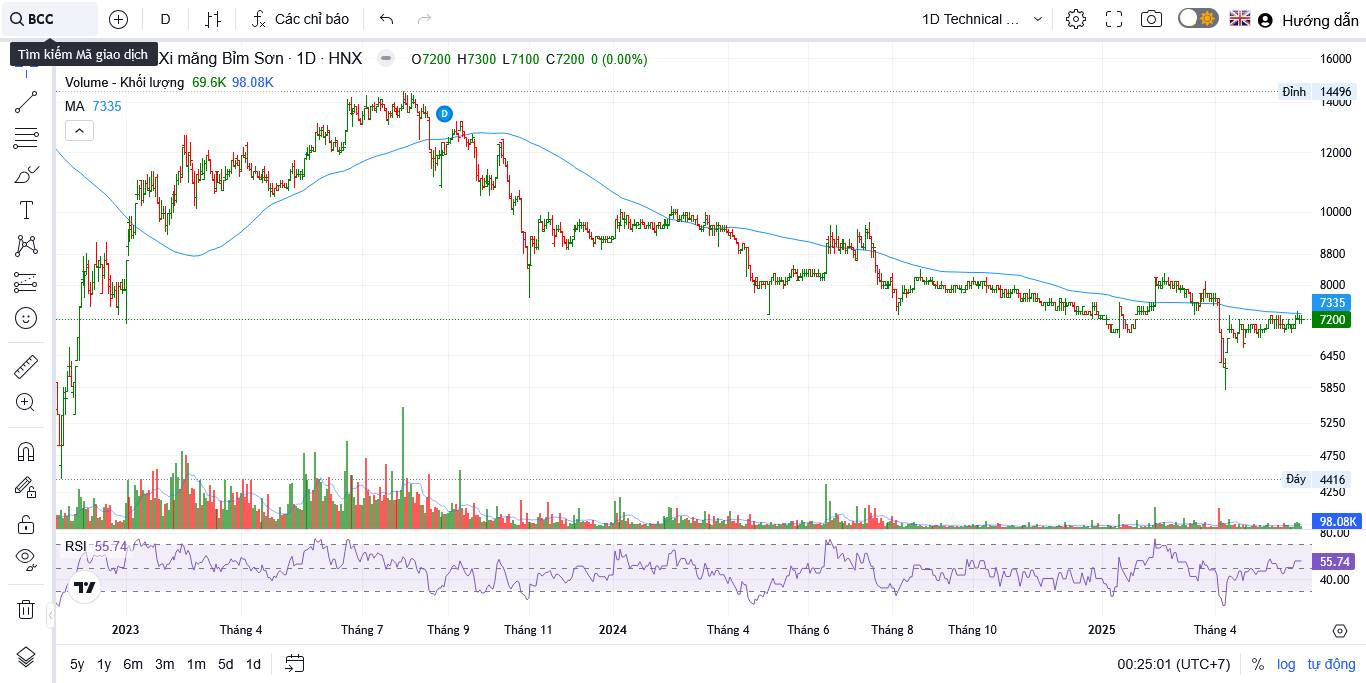 BCC D Các chỉ báo 1D Technical ... Hướng dẫn
Tìm kiếm Mã giao dịch
Xi măng Bỉm Sơn · 1D · HNX O7200 H7300 L7100 C7200 0 (0.00%)
Volume - Khối lượng 69.6K 98.08K
MA 7335
D
16000
Đỉnh 14496
14000
12000
10000
8800
8000
7335
7200
6450
5850
5250
4750
Đáy 4416
4250
98.08K
80.00
RSI 55.74
55.74
40.00
2023 Tháng 4 Tháng 7 Tháng 9 Tháng 11 2024 Tháng 4 Tháng 6 Tháng 8 Tháng 10 2025 Tháng 4
5y 1y 6m 3m 1m 5d 1d 00:25:01 (UTC+7) % log tự động